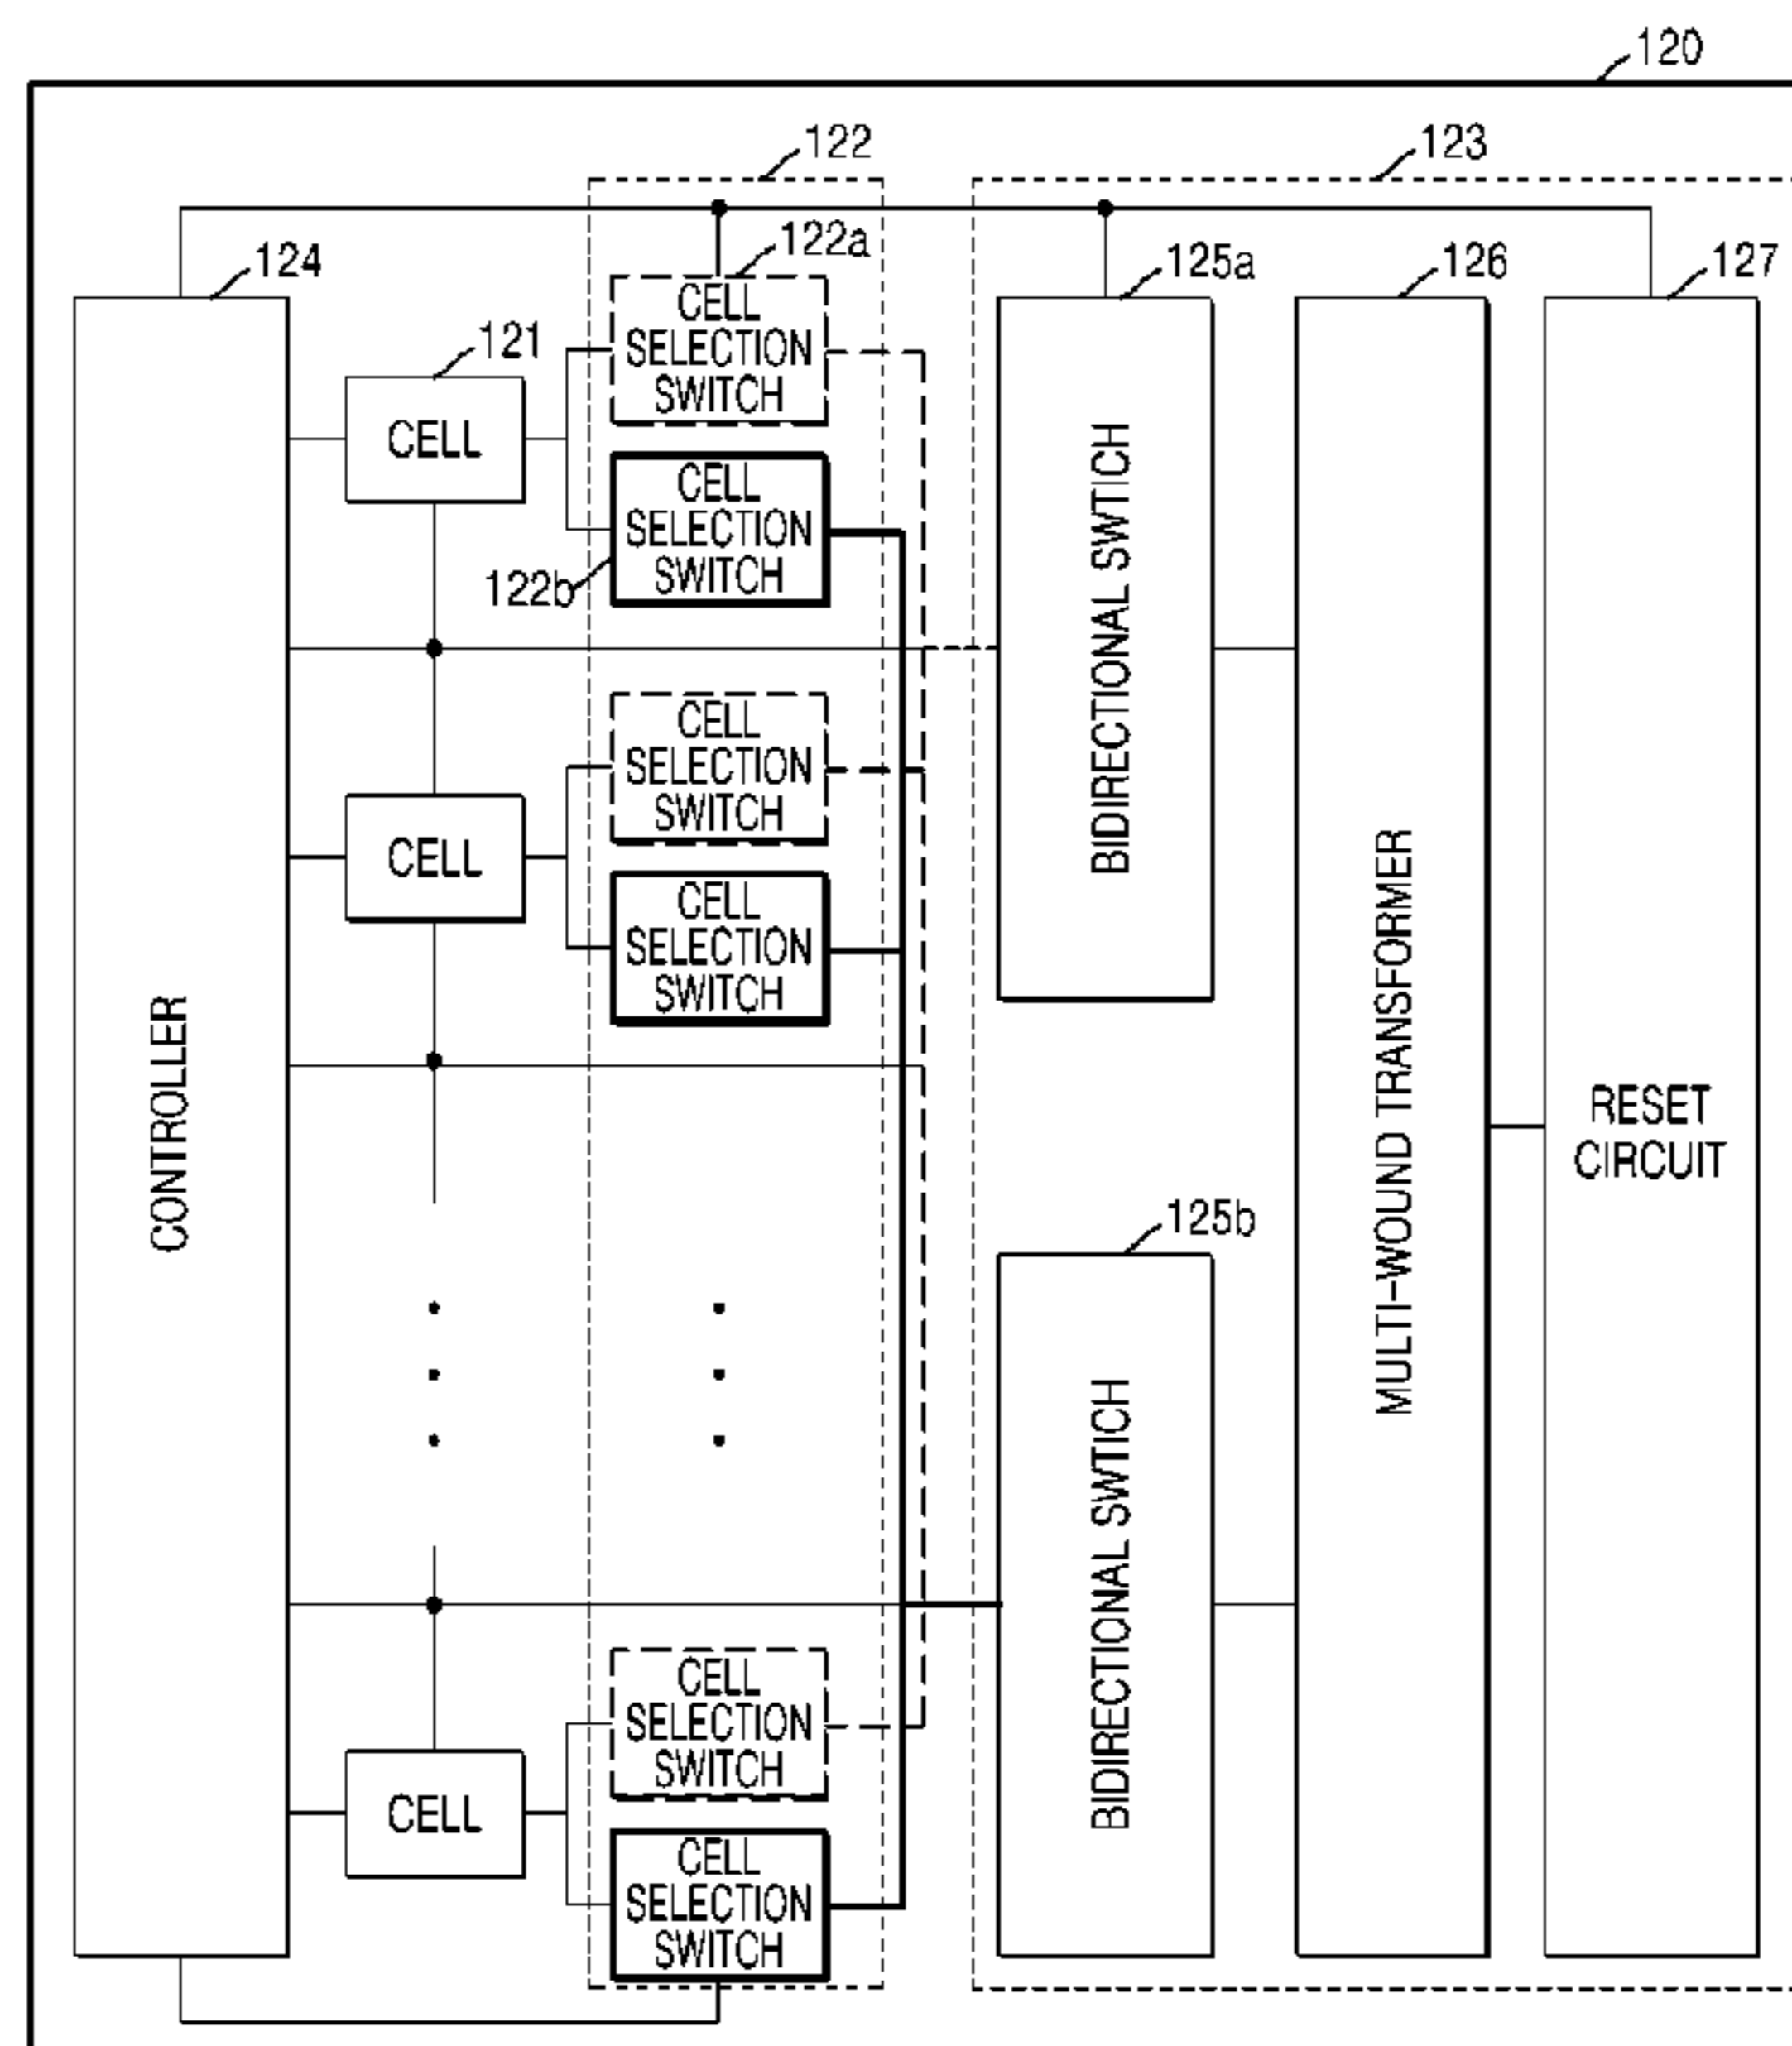 120
122
123
122a
124
125a
126
127
121
CELL
SELECTION
SWITCH
CELL
CELL
SELECTION
SWITCH
122b
BIDIRECTIONAL SWTICH
CELL
SELECTION
SWITCH
CELL
CELL
SELECTION
SWITCH
CONTROLLER
MULTI-WOUND TRANSFORMER
RESET
CIRCUIT
125b
BIDIRECTIONAL SWTICH
CELL
SELECTION
SWITCH
CELL
CELL
SELECTION
SWITCH